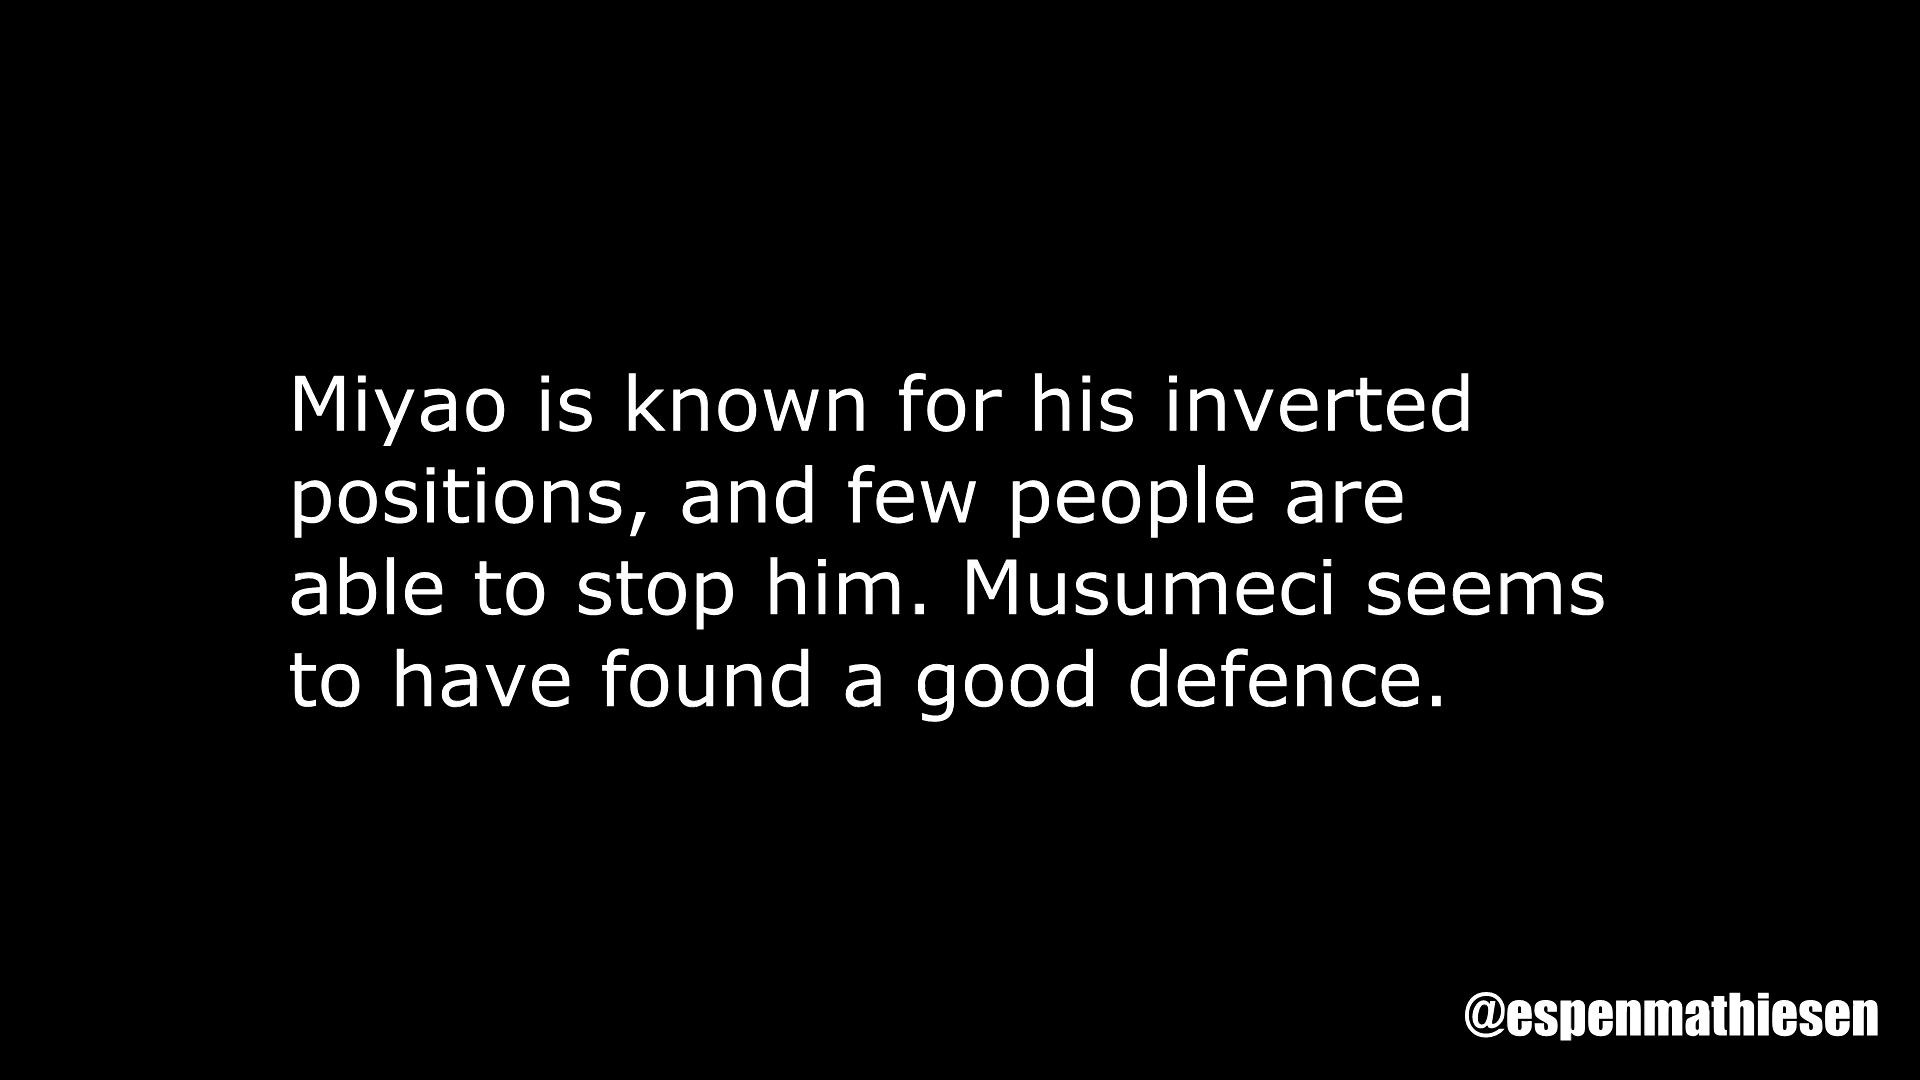 Miyao is known for his inverted
positions, and few people are
able to stop him. Musumeci seems
to have found a good defence.
@espenmathiesen